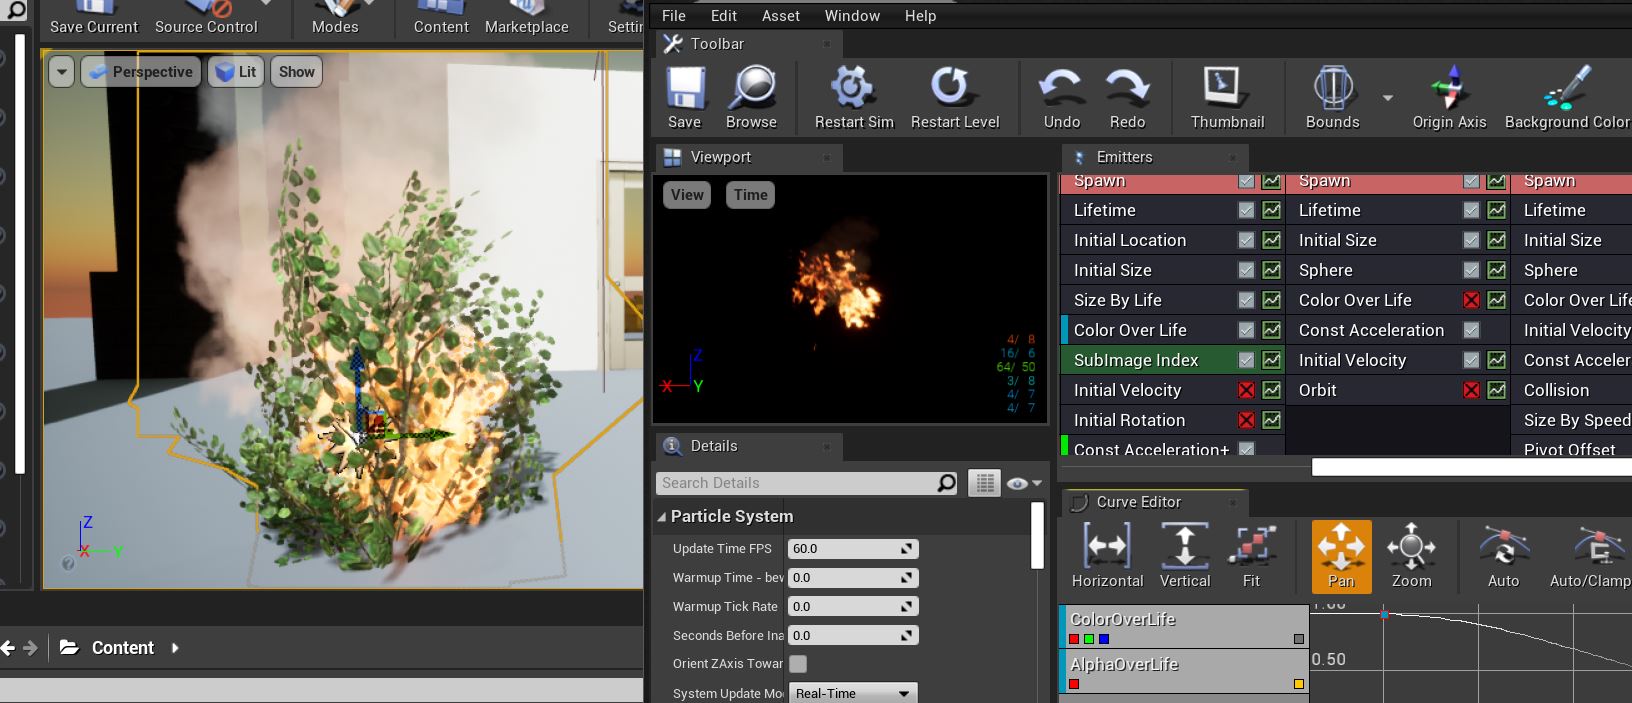 Save Current Source Control Modes Content Marketplace
Perspective Lit Show
Z
X Y
Content
File Edit Asset Window Help
Toolbar
Save Browse Restart Sim Restart Level Undo Redo Thumbnail Bounds Origin Axis Background Color
Viewport
View Time
4/ 8
16/ 6
64/ 50
3/ 8
4/ 7
4/ 7
Z
X Y
Details
Search Details
Particle System
Update Time FPS 60.0
Warmup Time - bew 0.0
Warmup Tick Rate 0.0
Seconds Before Ina 0.0
Orient ZAxis Towar
System Update Mo Real-Time
Emitters
Spawn Spawn Spawn
Lifetime Lifetime Lifetime
Initial Location Initial Size Initial Size
Initial Size Sphere Sphere
Size By Life Color Over Life Color Over Life
Color Over Life Const Acceleration Initial Velocity
SubImage Index Initial Velocity Const Acceler
Initial Velocity Orbit Collision
Initial Rotation Size By Speed
Const Acceleration+ Pivot Offset
Curve Editor
Horizontal Vertical Fit Pan Zoom Auto Auto/Clamp
ColorOverLife 1.00
AlphaOverLife 0.50